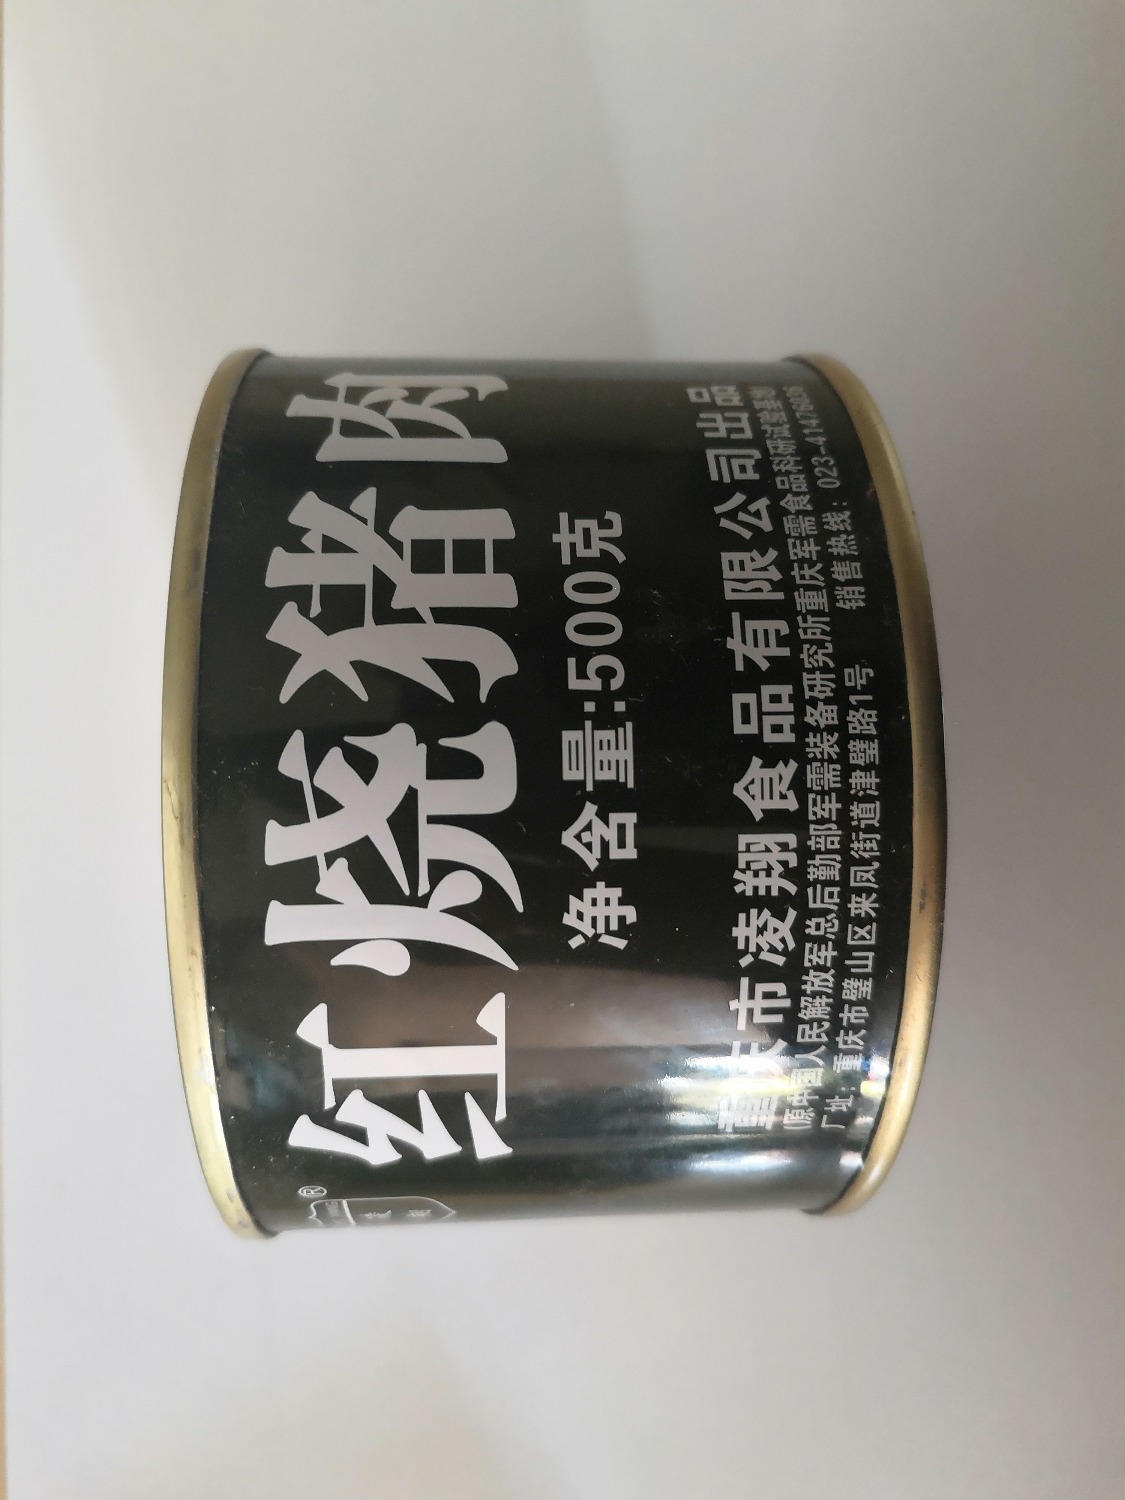 ®
红烧猪肉
净含量:500克
重庆市凌翔食品有限公司出品
(原中国人民解放军总后勤部军需装备研究所重庆军需食品科研试验基地
厂址:重庆市璧山区来凤街道津璧路1号 销售热线:023-41476036